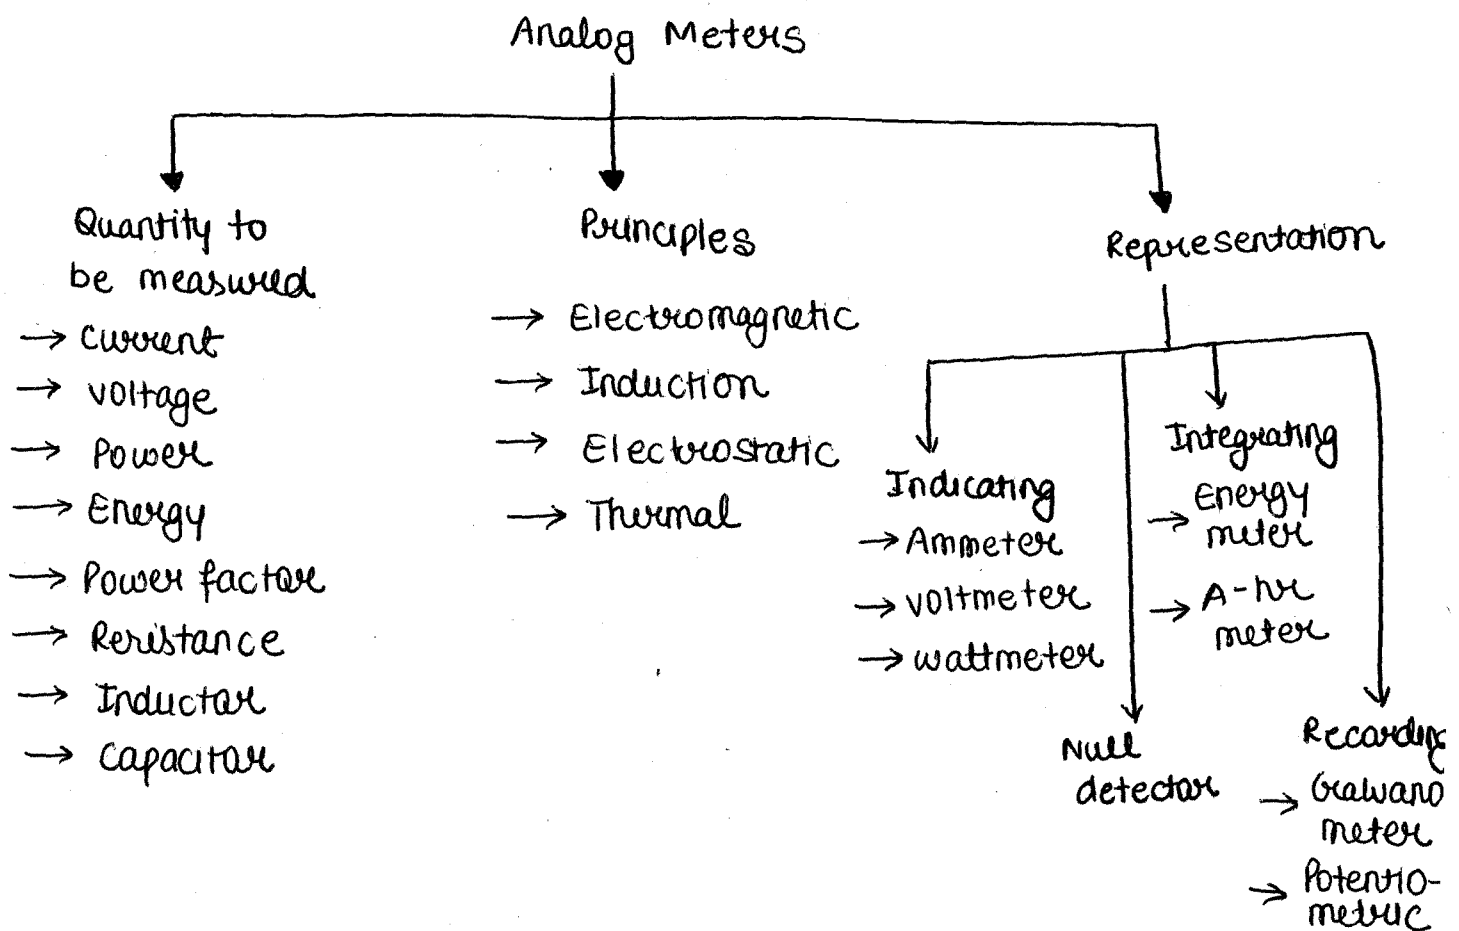 Analog Meters
Quantity to
be measured
→ Current
→ Voltage
→ Power
→ Energy
→ Power factor
→ Resistance
→ Inductor
→ Capacitor
Principles
→ Electromagnetic
→ Induction
→ Electrostatic
→ Thermal
Representation
Indicating
→ Ammeter
→ Voltmeter
→ wattmeter
Null
detector
Integrating
→ Energy
meter
→ A-hr
meter
Recording
→ Galvano
meter
→ Potentio-
metric